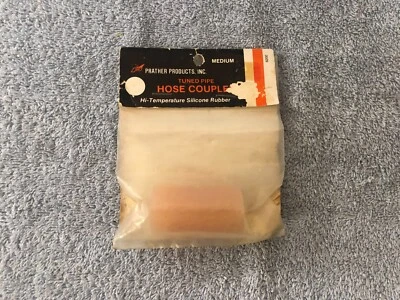 MEDIUM
PRATHER PRODUCTS, INC.
TUNED PIPE
HOSE COUPLE
Hi-Temperature Silicone Rubber